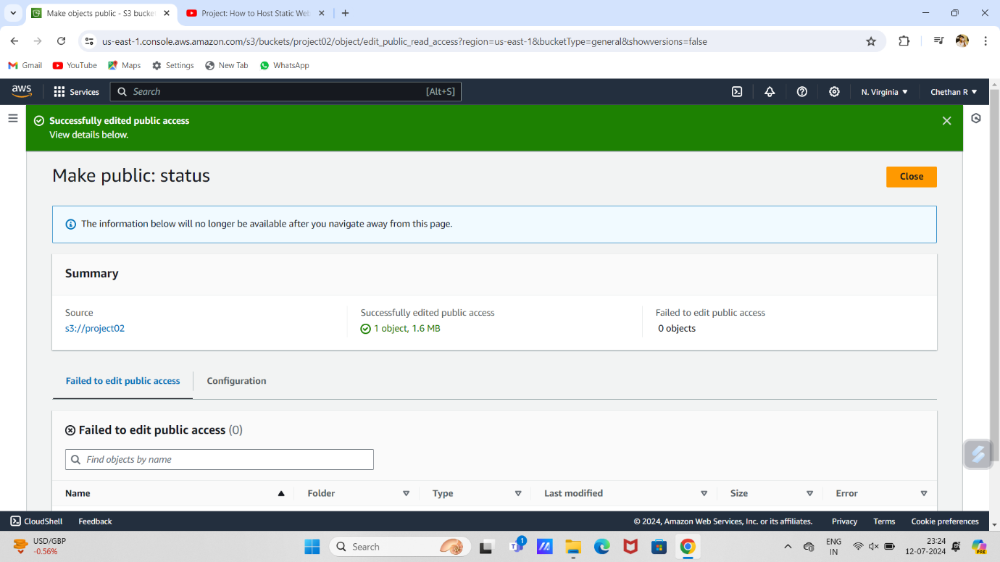 Make objects public - S3 bucket
Project: How to Host Static Web
us-east-1.console.aws.amazon.com/s3/buckets/project02/object/edit_public_read_access?region=us-east-1&bucketType=general&showversions=false
Gmail YouTube Maps Settings New Tab WhatsApp
aws Services Search [Alt+S] N. Virginia Chethan R
Successfully edited public access
View details below.
Make public: status
Close
The information below will no longer be available after you navigate away from this page.
Summary
Source Successfully edited public access Failed to edit public access
s3://project02 1 object, 1.6 MB 0 objects
Failed to edit public access Configuration
Failed to edit public access (0)
Find objects by name
Name Folder Type Last modified Size Error
CloudShell Feedback © 2024, Amazon Web Services, Inc. or its affiliates. Privacy Terms Cookie preferences
USD/GBP
-0.56%
Search
1
ENG
IN
23:24
12-07-2024
PRE